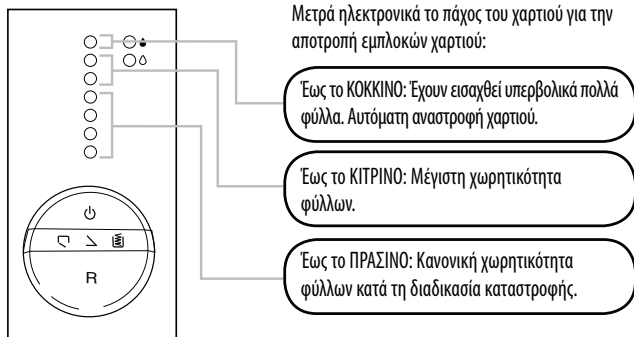 Μετρά ηλεκτρονικά το πάχος του χαρτιού για την
αποτροπή εμπλοκών χαρτιού:
Έως το ΚΟΚΚΙΝΟ: Έχουν εισαχθεί υπερβολικά πολλά
φύλλα. Αυτόματη αναστροφή χαρτιού.
Έως το ΚΙΤΡΙΝΟ: Μέγιστη χωρητικότητα
φύλλων.
Έως το ΠΡΑΣΙΝΟ: Κανονική χωρητικότητα
φύλλων κατά τη διαδικασία καταστροφής.
R